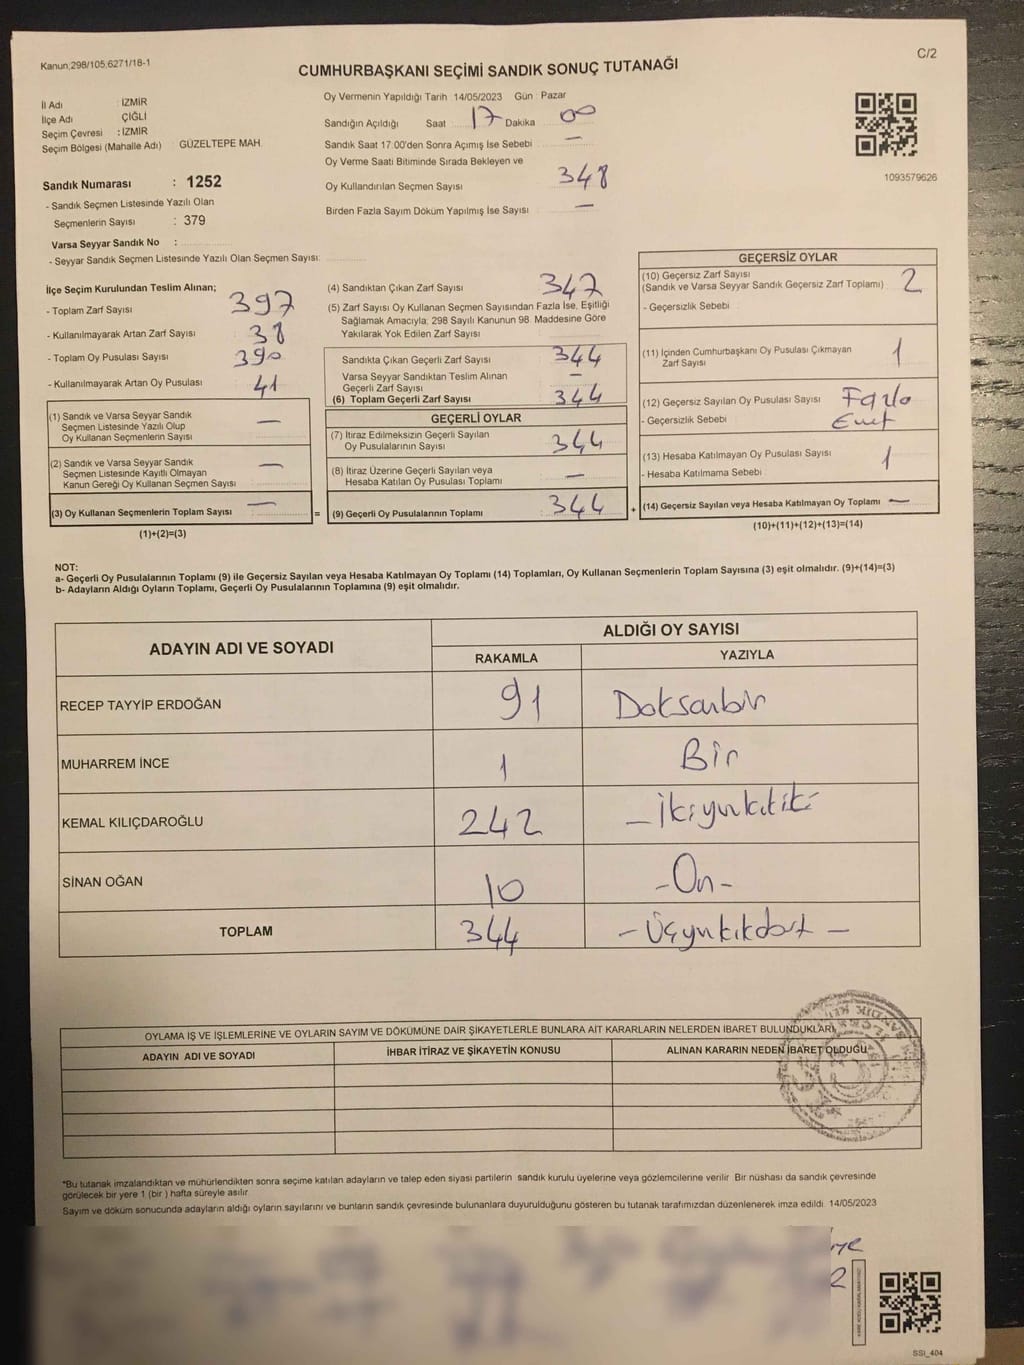 Kanun;298/105;6271/18-1
C/2
CUMHURBAŞKANI SEÇİMİ SANDIK SONUÇ TUTANAĞI
İl Adı : İZMİR
İlçe Adı : ÇİĞLİ
Seçim Çevresi : İZMİR
Seçim Bölgesi (Mahalle Adı) : GÜZELTEPE MAH.
Sandık Numarası : 1252
- Sandık Seçmen Listesinde Yazılı Olan
Seçmenlerin Sayısı : 379
Varsa Seyyar Sandık No :
- Seyyar Sandık Seçmen Listesinde Yazılı Olan Seçmen Sayısı:
Oy Vermenin Yapıldığı Tarih 14/05/2023 Gün : Pazar
Sandığın Açıldığı Saat 17 Dakika 00
Sandık Saat 17.00'den Sonra Açımış İse Sebebi : —
Oy Verme Saati Bitiminde Sırada Bekleyen ve
Oy Kullandırılan Seçmen Sayısı : 348
Birden Fazla Sayım Döküm Yapılmış İse Sayısı : —
1093579626
İlçe Seçim Kurulundan Teslim Alınan;
- Toplam Zarf Sayısı : 397
- Kullanılmayarak Artan Zarf Sayısı : 38
- Toplam Oy Pusulası Sayısı : 390
- Kullanılmayarak Artan Oy Pusulası : 41
(1) Sandık ve Varsa Seyyar Sandık
Seçmen Listesinde Yazılı Olup
Oy Kullanan Seçmenlerin Sayısı : —
(2) Sandık ve Varsa Seyyar Sandık
Seçmen Listesinde Kayıtlı Olmayan
Kanun Gereği Oy Kullanan Seçmen Sayısı : —
(3) Oy Kullanan Seçmenlerin Toplam Sayısı : —
(1)+(2)=(3)
=
(4) Sandıktan Çıkan Zarf Sayısı : 347
(5) Zarf Sayısı Oy Kullanan Seçmen Sayısından Fazla İse, Eşitliği
Sağlamak Amacıyla; 298 Sayılı Kanunun 98. Maddesine Göre
Yakılarak Yok Edilen Zarf Sayısı :
Sandıkta Çıkan Geçerli Zarf Sayısı : 344
Varsa Seyyar Sandıktan Teslim Alınan
Geçerli Zarf Sayısı : —
(6) Toplam Geçerli Zarf Sayısı : 344
GEÇERLİ OYLAR
(7) İtiraz Edilmeksizin Geçerli Sayılan
Oy Pusulalarının Sayısı : 344
(8) İtiraz Üzerine Geçerli Sayılan veya
Hesaba Katılan Oy Pusulası Toplamı : —
(9) Geçerli Oy Pusulalarının Toplamı : 344
+
GEÇERSİZ OYLAR
(10) Geçersiz Zarf Sayısı
(Sandık ve Varsa Seyyar Sandık Geçersiz Zarf Toplamı) : 2
- Geçersizlik Sebebi :
(11) İçinden Cumhurbaşkanı Oy Pusulası Çıkmayan
Zarf Sayısı : 1
(12) Geçersiz Sayılan Oy Pusulası Sayısı : Fazla
- Geçersizlik Sebebi : Evet
(13) Hesaba Katılmayan Oy Pusulası Sayısı : 1
- Hesaba Katılmama Sebebi :
(14) Geçersiz Sayılan veya Hesaba Katılmayan Oy Toplamı : —
(10)+(11)+(12)+(13)=(14)
NOT:
a- Geçerli Oy Pusulalarının Toplamı (9) ile Geçersiz Sayılan veya Hesaba Katılmayan Oy Toplamı (14) Toplamları, Oy Kullanan Seçmenlerin Toplam Sayısına (3) eşit olmalıdır. (9)+(14)=(3)
b- Adayların Aldığı Oyların Toplamı, Geçerli Oy Pusulalarının Toplamına (9) eşit olmalıdır.
ADAYIN ADI VE SOYADI
ALDIĞI OY SAYISI
RAKAMLA YAZIYLA
RECEP TAYYİP ERDOĞAN 91 Doksanbir
MUHARREM İNCE 1 Bir
KEMAL KILIÇDAROĞLU 242 – İkiyüzkırkiki
SİNAN OĞAN 10 - On -
TOPLAM 344 – Üçyüzkırkdört –
OYLAMA İŞ VE İŞLEMLERİNE VE OYLARIN SAYIM VE DÖKÜMÜNE DAİR ŞİKAYETLERLE BUNLARA AİT KARARLARIN NELERDEN İBARET BULUNDUKLARI
ADAYIN ADI VE SOYADI İHBAR İTİRAZ VE ŞİKAYETİN KONUSU ALINAN KARARIN NEDEN İBARET OLDUĞU
*Bu tutanak imzalandıktan ve mühürlendikten sonra seçime katılan adayların ve talep eden siyasi partilerin sandık kurulu üyelerine veya gözlemcilerine verilir. Bir nüshası da sandık çevresinde
görülecek bir yere 1 (bir ) hafta süreyle asılır.
Sayım ve döküm sonucunda adayların aldığı oyların sayılarını ve bunların sandık çevresinde bulunanlara duyurulduğunu gösteren bu tutanak tarafımızdan düzenlenerek imza edildi. 14/05/2023
SSI_404